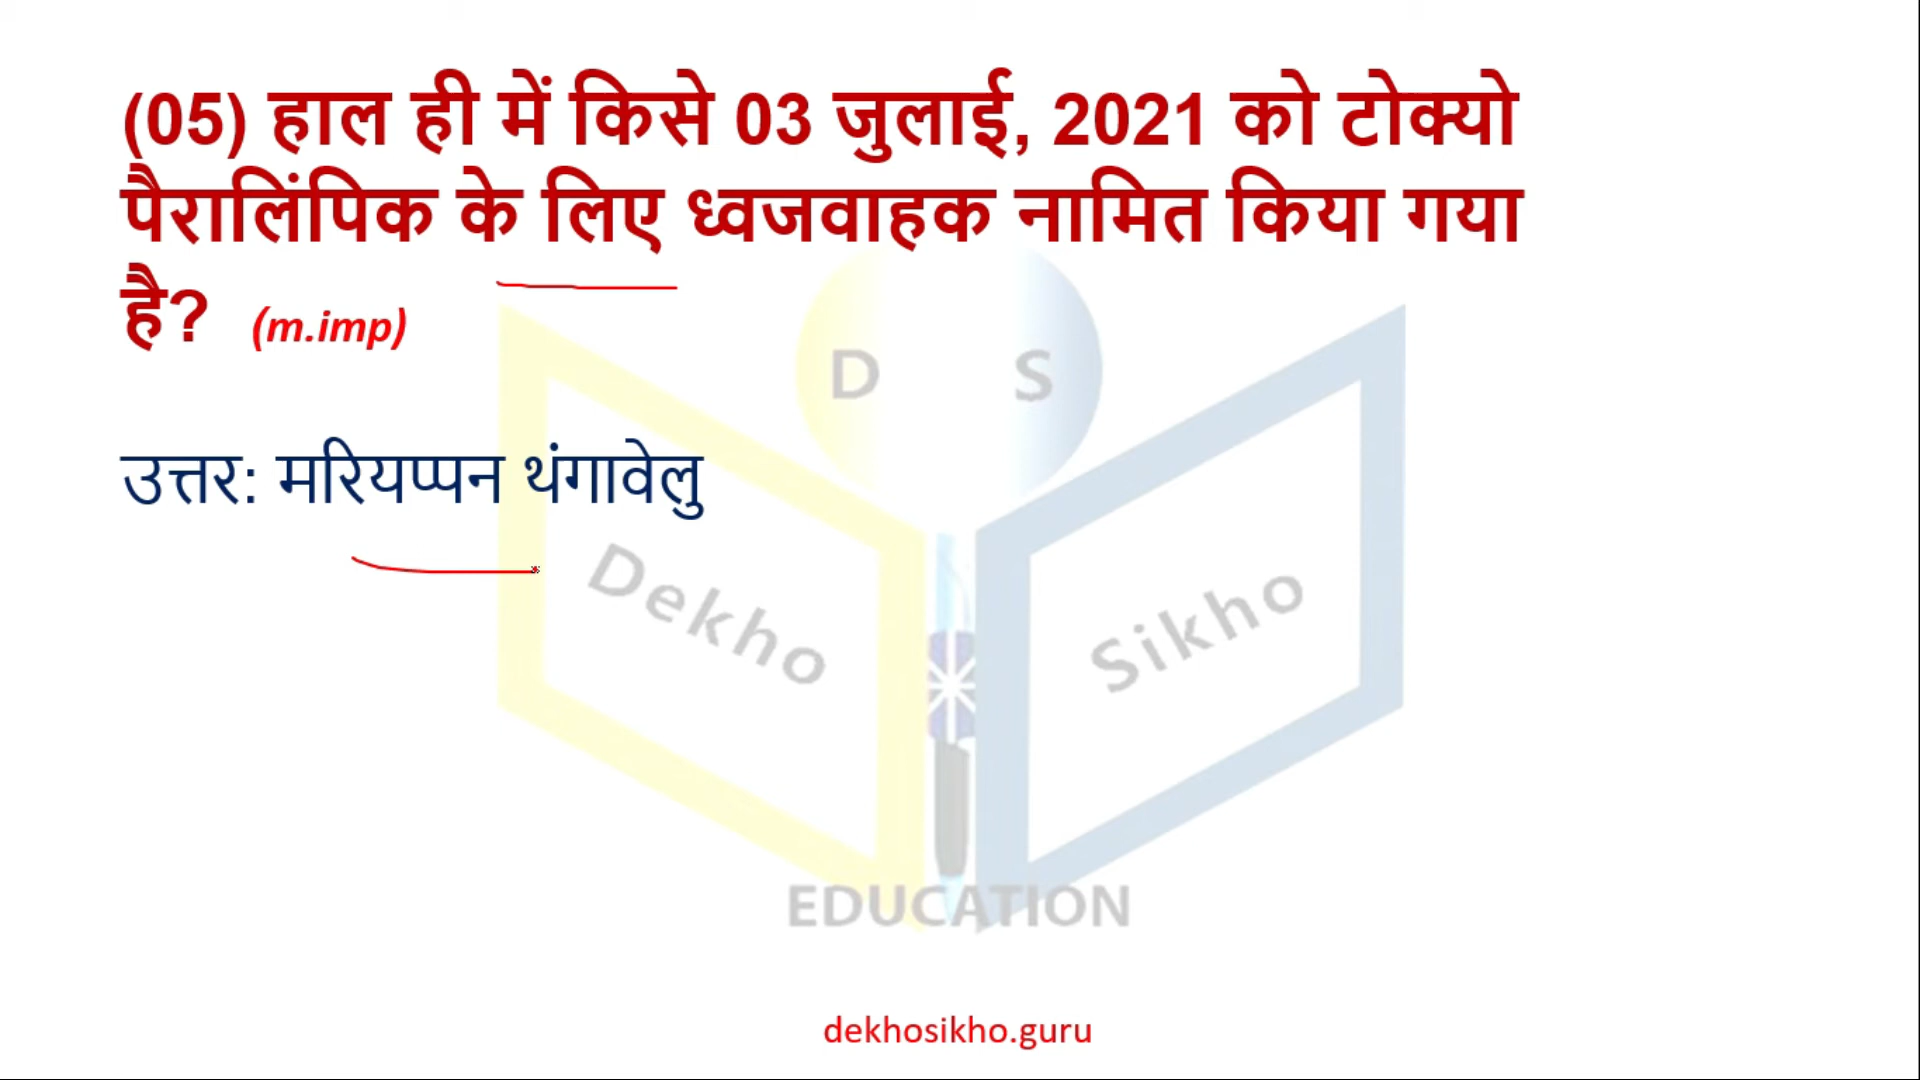 (05) हाल ही में किसे 03 जुलाई, 2021 को टोक्यो
पैरालिंपिक के लिए ध्वजवाहक नामित किया गया
है? (m.imp)
उत्तर: मरियप्पन थंगावेलु
D S
Dekho Sikho
EDUCATION
dekhosikho.guru